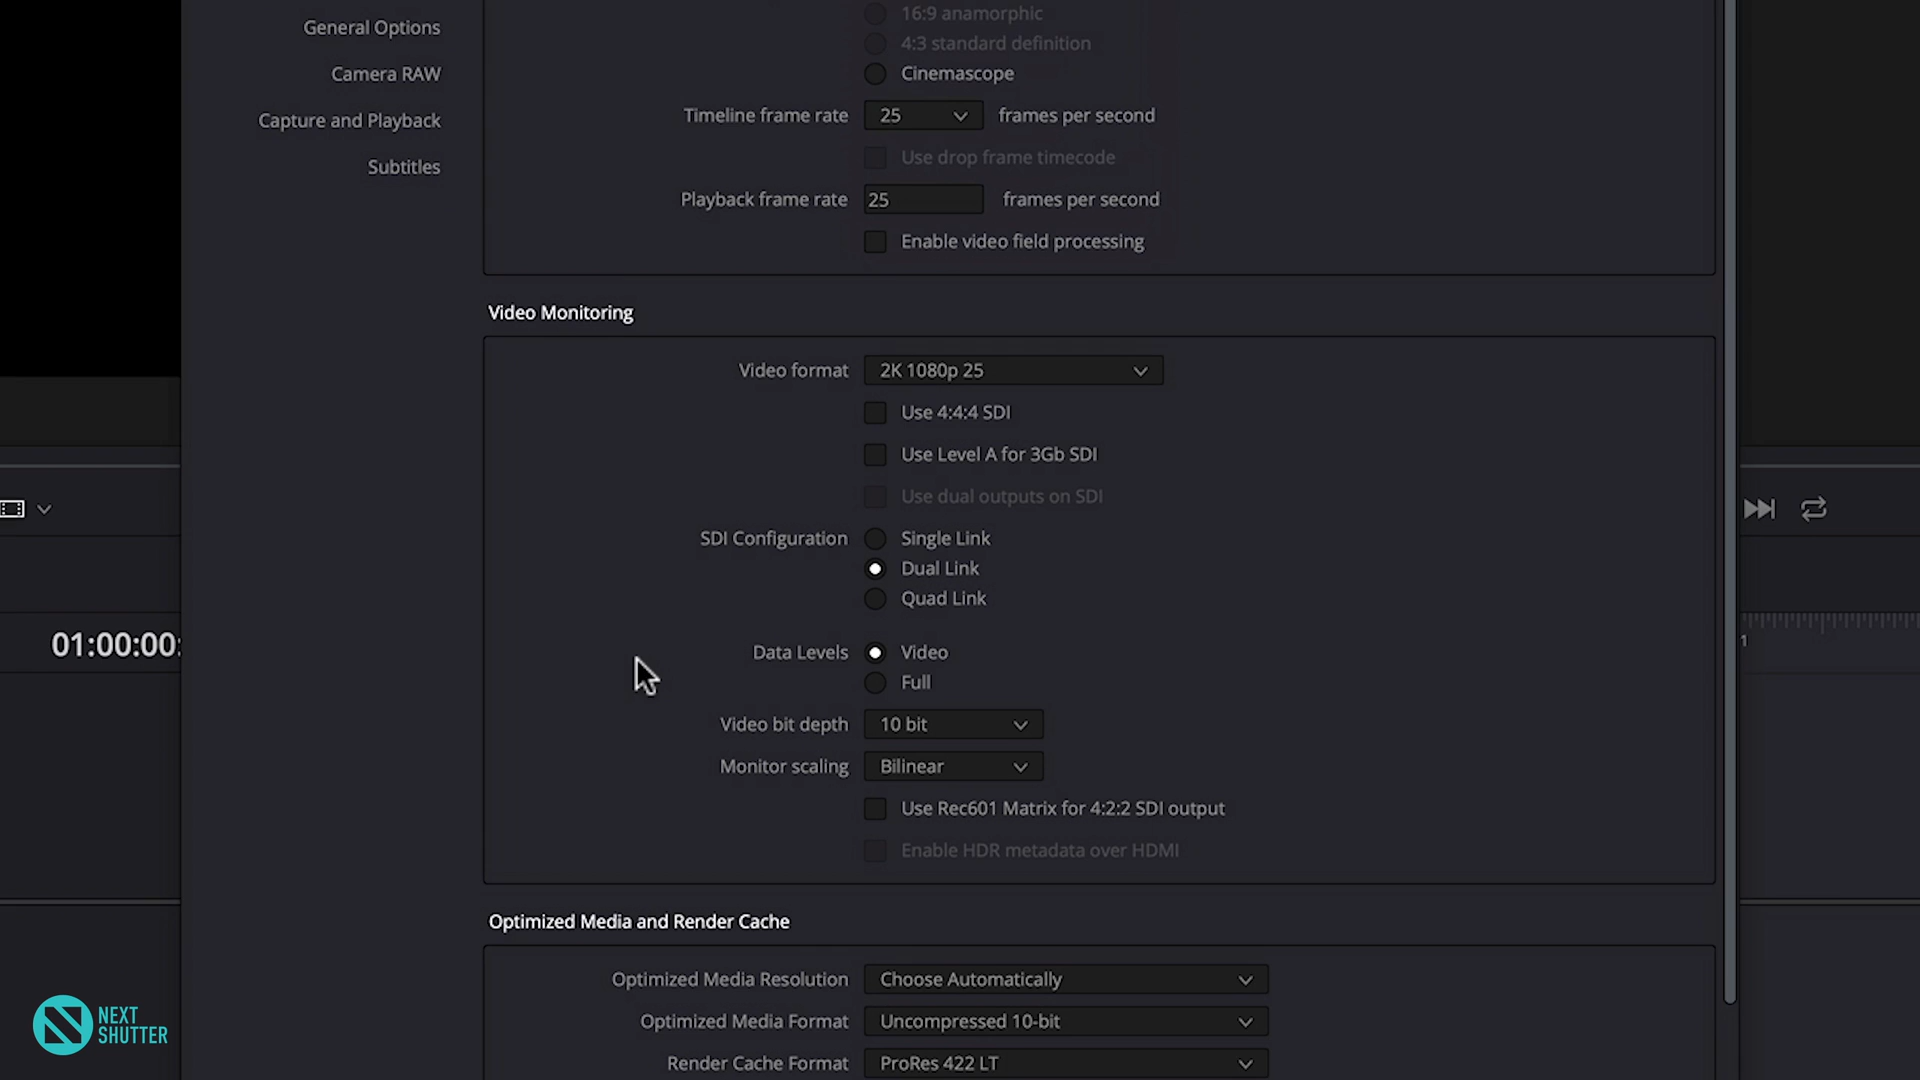 General Options
Camera RAW
Capture and Playback
Subtitles
16:9 anamorphic
4:3 standard definition
Cinemascope
Timeline frame rate 25 frames per second
Use drop frame timecode
Playback frame rate 25 frames per second
Enable video field processing
Video Monitoring
Video format 2K 1080p 25
Use 4:4:4 SDI
Use Level A for 3Gb SDI
Use dual outputs on SDI
SDI Configuration Single Link
Dual Link
Quad Link
01:00:00:
1
Data Levels Video
Full
Video bit depth 10 bit
Monitor scaling Bilinear
Use Rec601 Matrix for 4:2:2 SDI output
Enable HDR metadata over HDMI
Optimized Media and Render Cache
Optimized Media Resolution Choose Automatically
Optimized Media Format Uncompressed 10-bit
Render Cache Format ProRes 422 LT
NEXT
SHUTTER